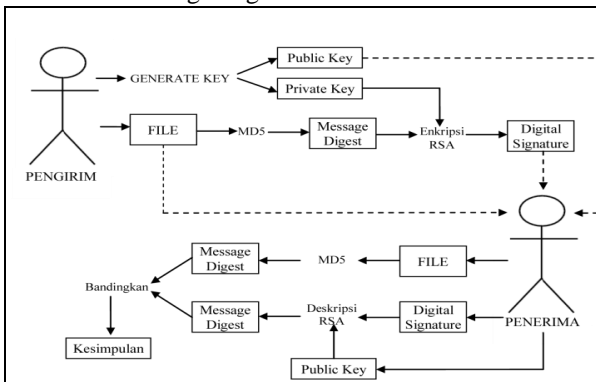 Public Key
GENERATE KEY
Private Key
FILE
MD5
Message
Digest
Enkripsi
RSA
Digital
Signature
PENGIRIM
Message
Digest
MD5
FILE
Bandingkan
Message
Digest
Deskripsi
RSA
Digital
Signature
PENERIMA
Kesimpulan
Public Key